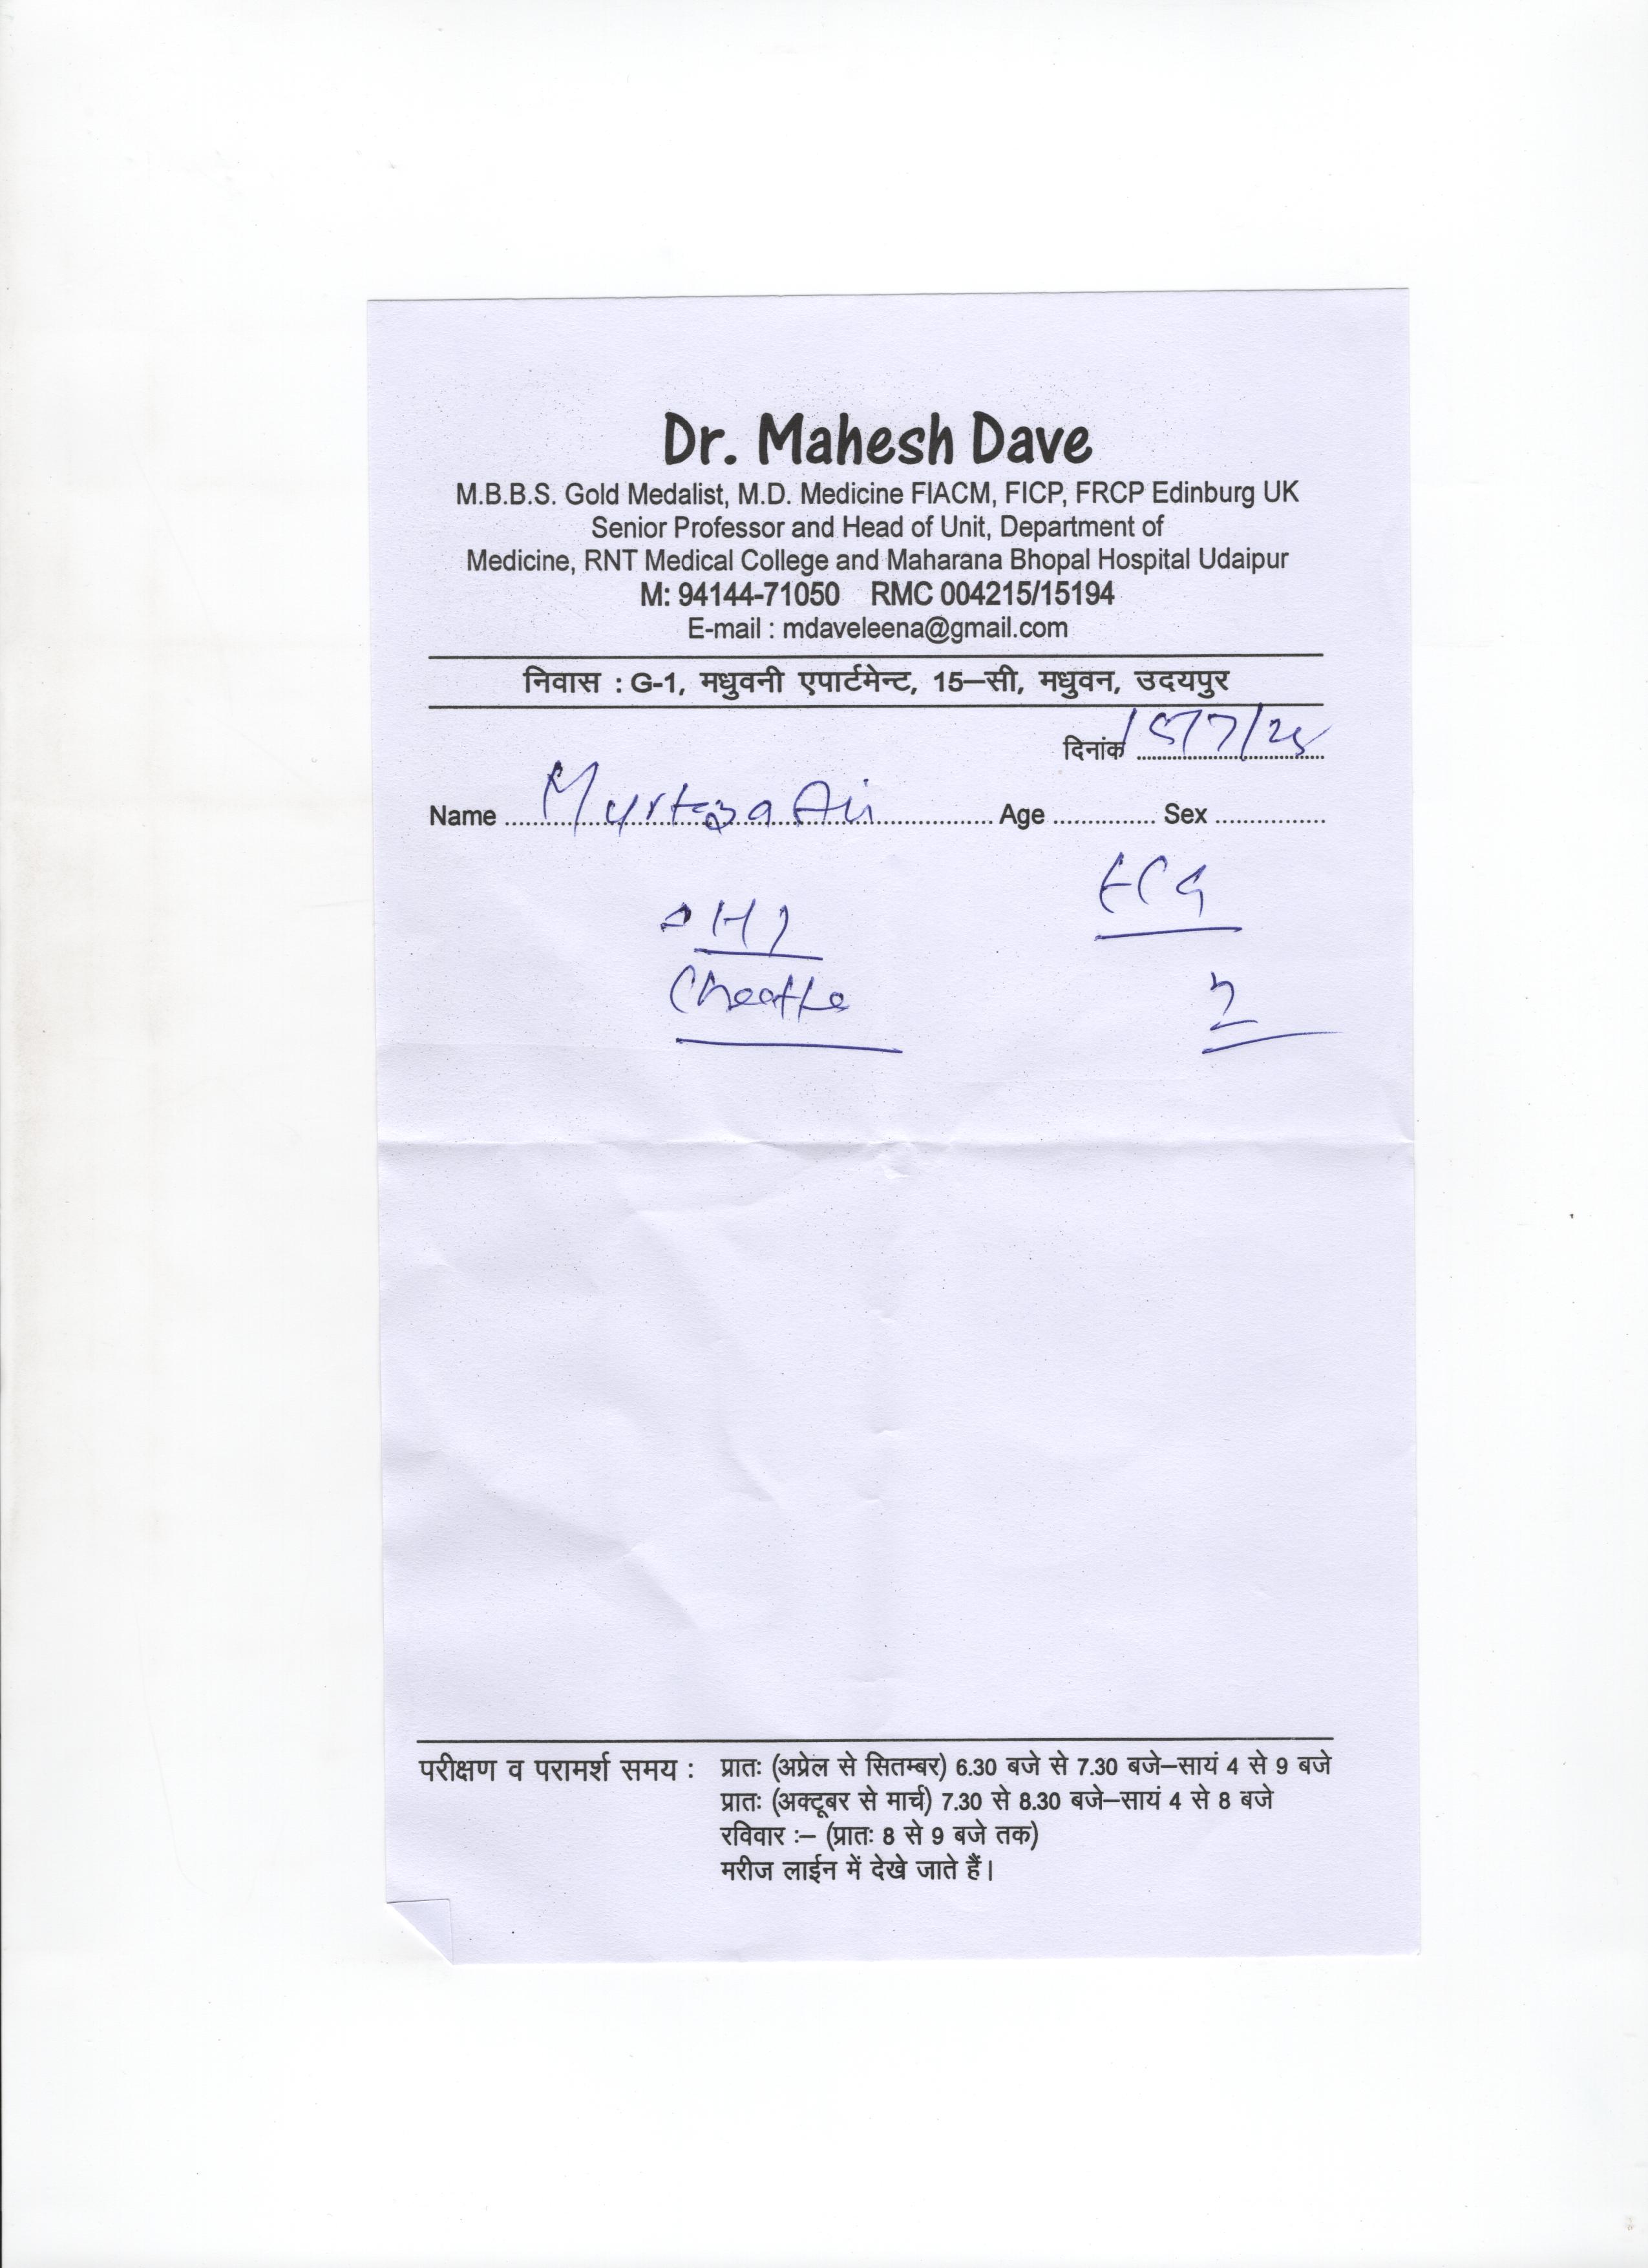 Dr. Mahesh Dave
M.B.B.S. Gold Medalist, M.D. Medicine FIACM, FICP, FRCP Edinburg UK
Senior Professor and Head of Unit, Department of
Medicine, RNT Medical College and Maharana Bhopal Hospital Udaipur
M: 94144-71050 RMC 004215/15194
E-mail : mdaveleena@gmail.com
निवास : G-1, मधुवनी एपार्टमेन्ट, 15–सी, मधुवन, उदयपुर
दिनांक 15/7/25
Name Murtaza Ali Age Sex
ECG
परीक्षण व परामर्श समय : प्रातः (अप्रेल से सितम्बर) 6.30 बजे से 7.30 बजे–सायं 4 से 9 बजे
प्रातः (अक्टूबर से मार्च) 7.30 से 8.30 बजे–सायं 4 से 8 बजे
रविवार :– (प्रातः 8 से 9 बजे तक)
मरीज लाईन में देखे जाते हैं।